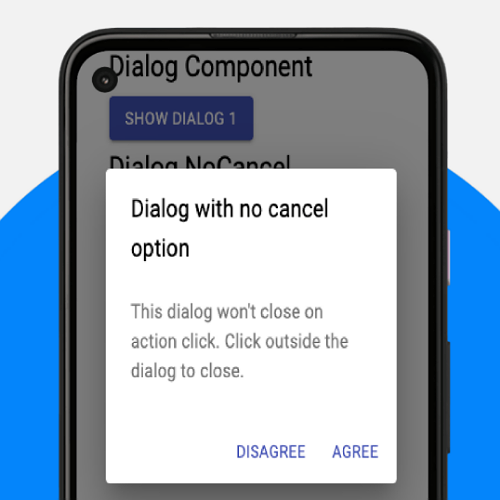 Dialog Component
SHOW DIALOG 1
Dialog NoCancel
Dialog with no cancel
option
This dialog won't close on
action click. Click outside the
dialog to close.
DISAGREE AGREE